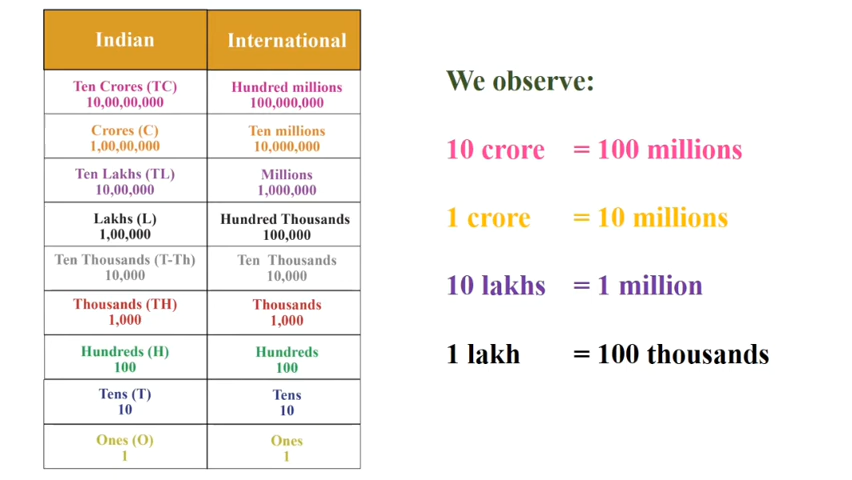 Indian International
Ten Crores (TC) Hundred millions
10,00,00,000 100,000,000
Crores (C) Ten millions
1,00,00,000 10,000,000
Ten Lakhs (TL) Millions
10,00,000 1,000,000
Lakhs (L) Hundred Thousands
1,00,000 100,000
Ten Thousands (T-Th) Ten Thousands
10,000 10,000
Thousands (TH) Thousands
1,000 1,000
Hundreds (H) Hundreds
100 100
Tens (T) Tens
10 10
Ones (O) Ones
1 1
We observe:
10 crore = 100 millions
1 crore = 10 millions
10 lakhs = 1 million
1 lakh = 100 thousands